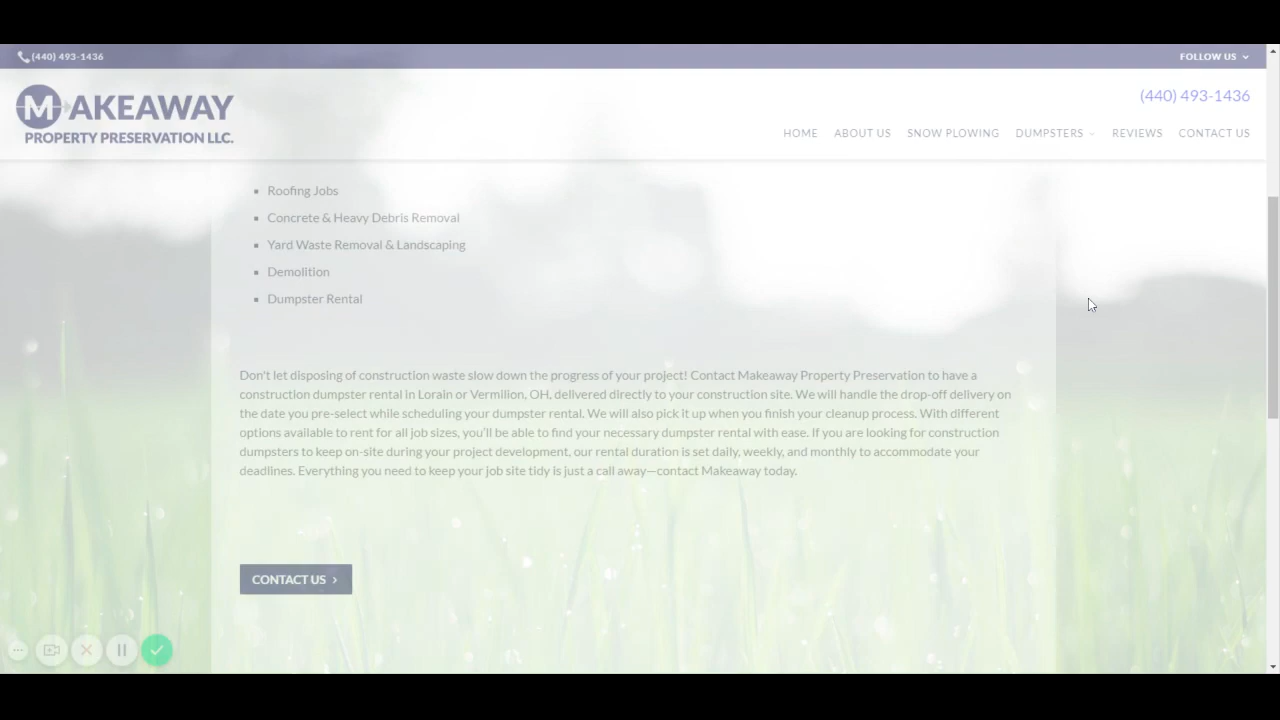 (440) 493-1436
FOLLOW US
MAKEAWAY
PROPERTY PRESERVATION LLC.
(440) 493-1436
HOME ABOUT US SNOW PLOWING DUMPSTERS REVIEWS CONTACT US
Roofing Jobs
Concrete & Heavy Debris Removal
Yard Waste Removal & Landscaping
Demolition
Dumpster Rental
Don't let disposing of construction waste slow down the progress of your project! Contact Makeaway Property Preservation to have a
construction dumpster rental in Lorain or Vermilion, OH, delivered directly to your construction site. We will handle the drop-off delivery on
the date you pre-select while scheduling your dumpster rental. We will also pick it up when you finish your cleanup process. With different
options available to rent for all job sizes, you'll be able to find your necessary dumpster rental with ease. If you are looking for construction
dumpsters to keep on-site during your project development, our rental duration is set daily, weekly, and monthly to accommodate your
deadlines. Everything you need to keep your job site tidy is just a call away—contact Makeaway today.
CONTACT US